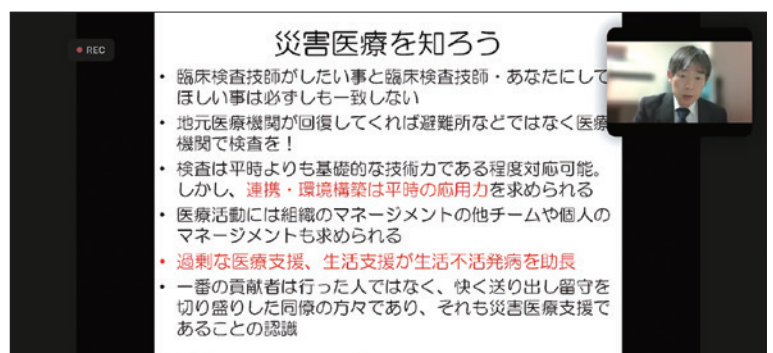 REC
災害医療を知ろう
• 臨床検査技師がしたい事と臨床検査技師・あなたにして
ほしい事は必ずしも一致しない
• 地元医療機関が回復してくれば避難所などではなく医療
機関で検査を！
• 検査は平時よりも基礎的な技術力である程度対応可能。
しかし、連携・環境構築は平時の応用力を求められる
• 医療活動には組織のマネージメントの他チームや個人の
マネージメントも求められる
• 過剰な医療支援、生活支援が生活不活発病を助長
• 一番の貢献者は行った人ではなく、快く送り出し留守を
切り盛りした同僚の方々であり、それも災害医療支援で
あることの認識